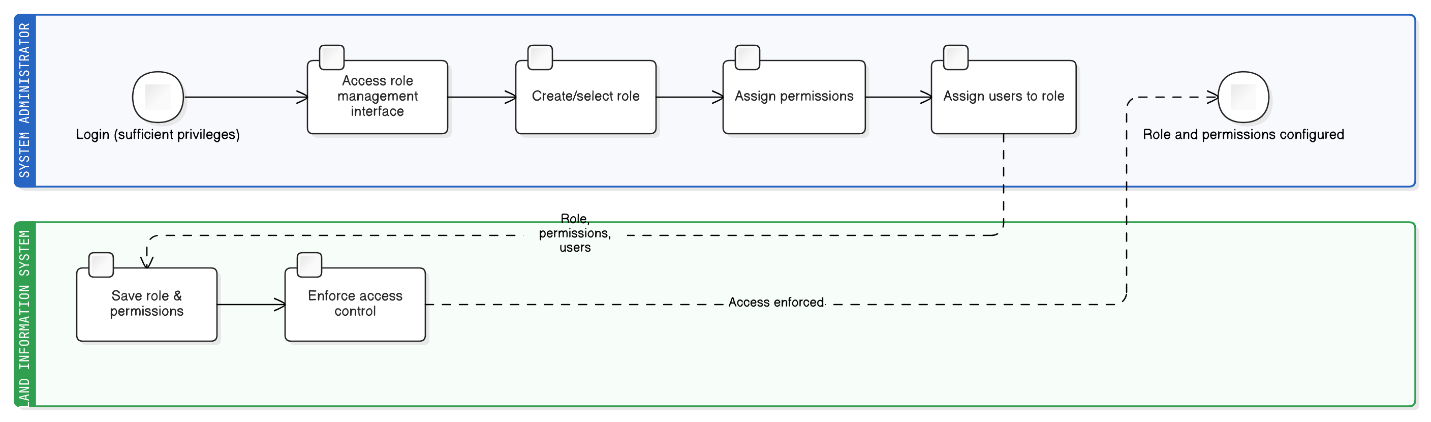 SYSTEM ADMINISTRATOR
Login (sufficient privileges)
Access role
management
interface
Create/select role
Assign permissions
Assign users to role
Role and permissions configured
LAND INFORMATION SYSTEM
Role,
permissions,
users
Save role &
permissions
Enforce access
control
Access enforced